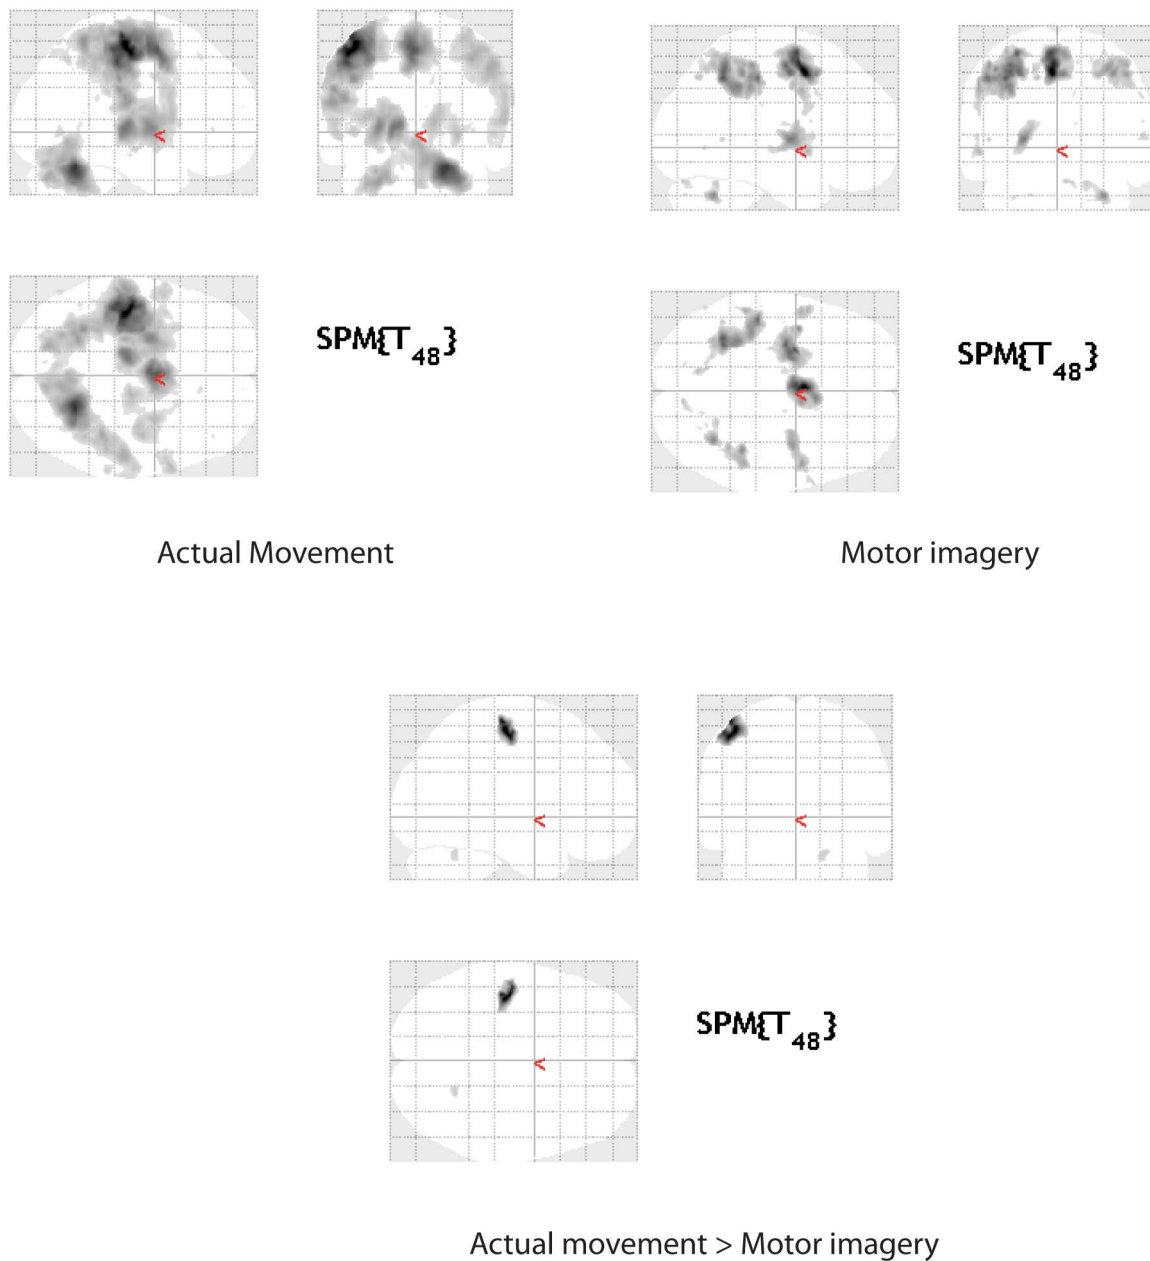 SPM{T48}
SPM{T48}
Actual Movement
Motor imagery
SPM{T48}
Actual movement > Motor imagery